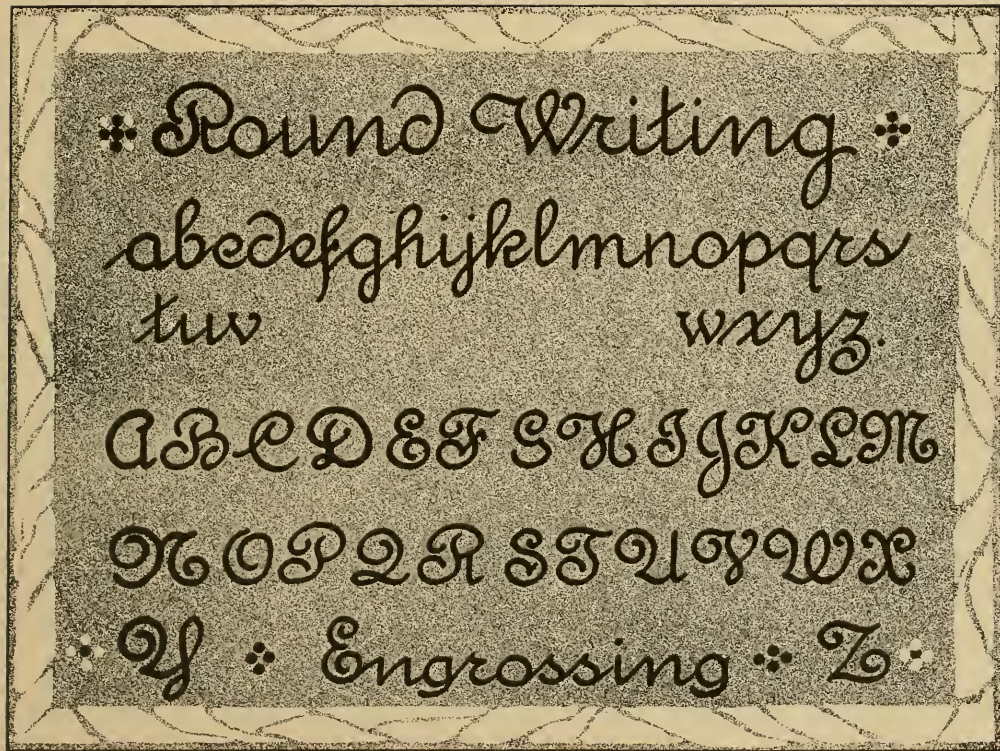 Round Writing
abcdefghijklmnopqrs
tuv wxyz.
ABCDEFGHIJKLM
NOPQRSTUVWX
Y Engrossing Z